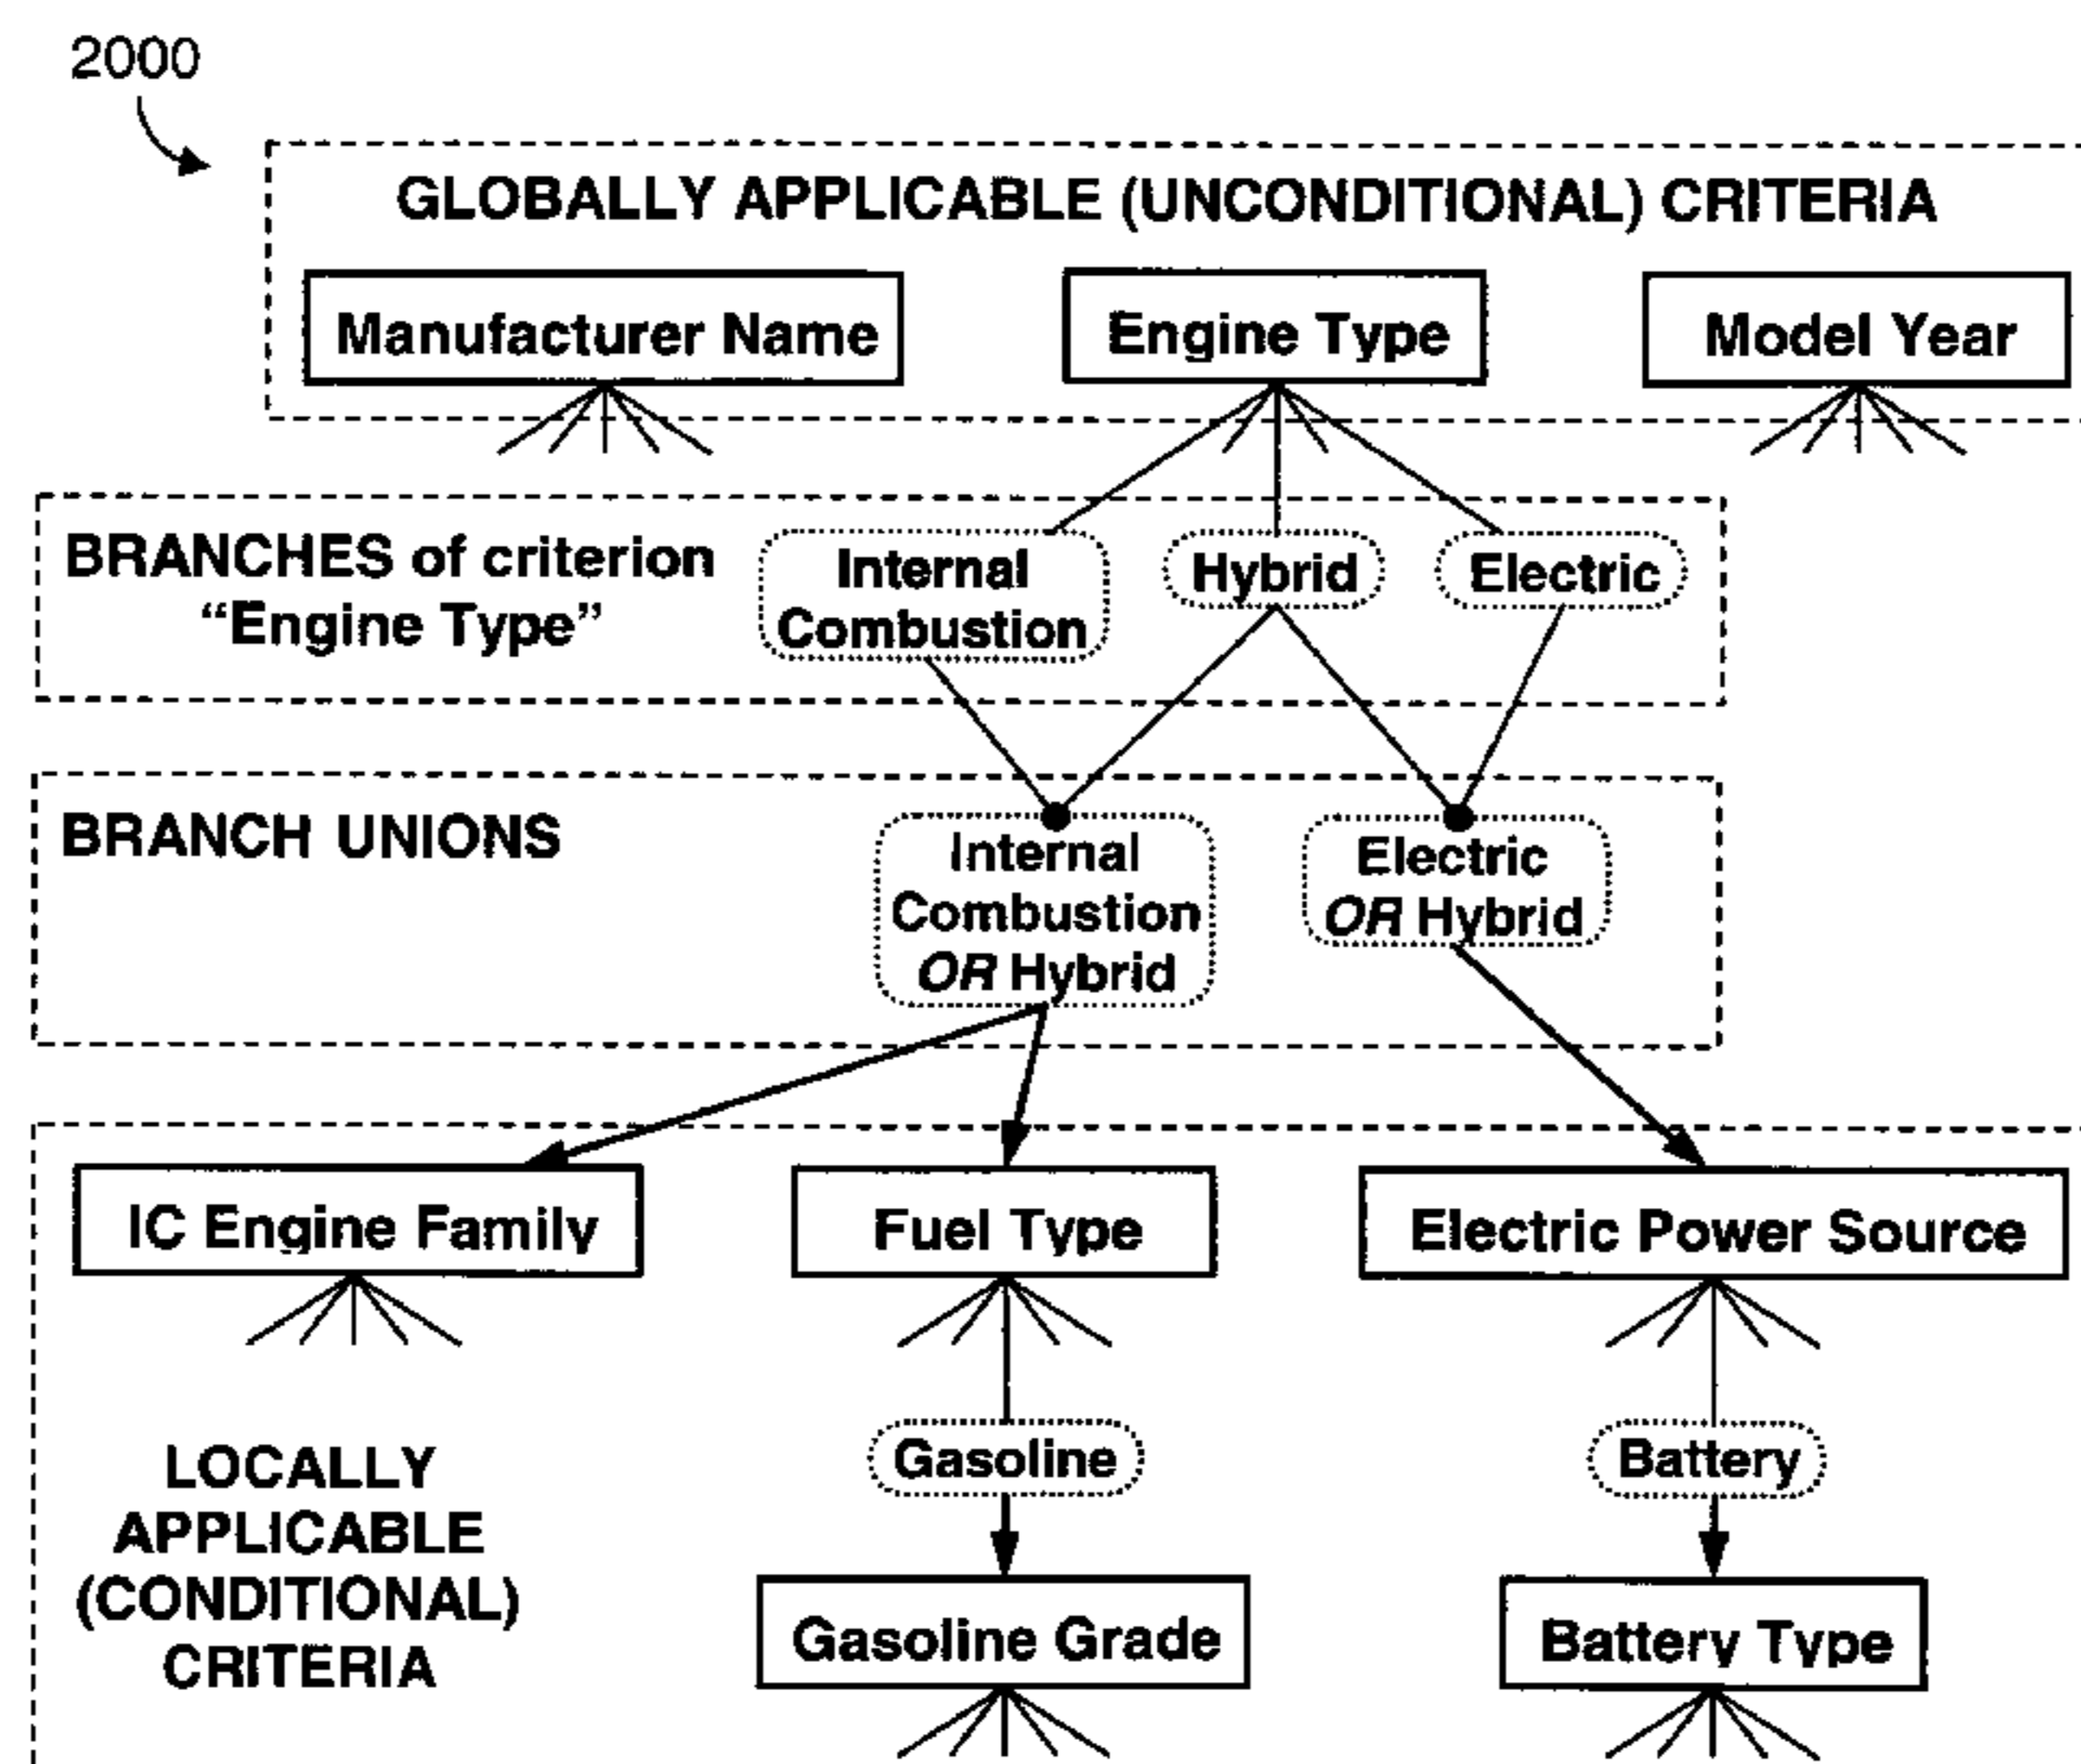 2000
GLOBALLY APPLICABLE (UNCONDITIONAL) CRITERIA
Manufacturer Name
Engine Type
Model Year
BRANCHES of criterion
“Engine Type”
Internal
Combustion
Hybrid
Electric
BRANCH UNIONS
Internal
Combustion
OR Hybrid
Electric
OR Hybrid
IC Engine Family
Fuel Type
Electric Power Source
LOCALLY
APPLICABLE
(CONDITIONAL)
CRITERIA
Gasoline
Battery
Gasoline Grade
Battery Type